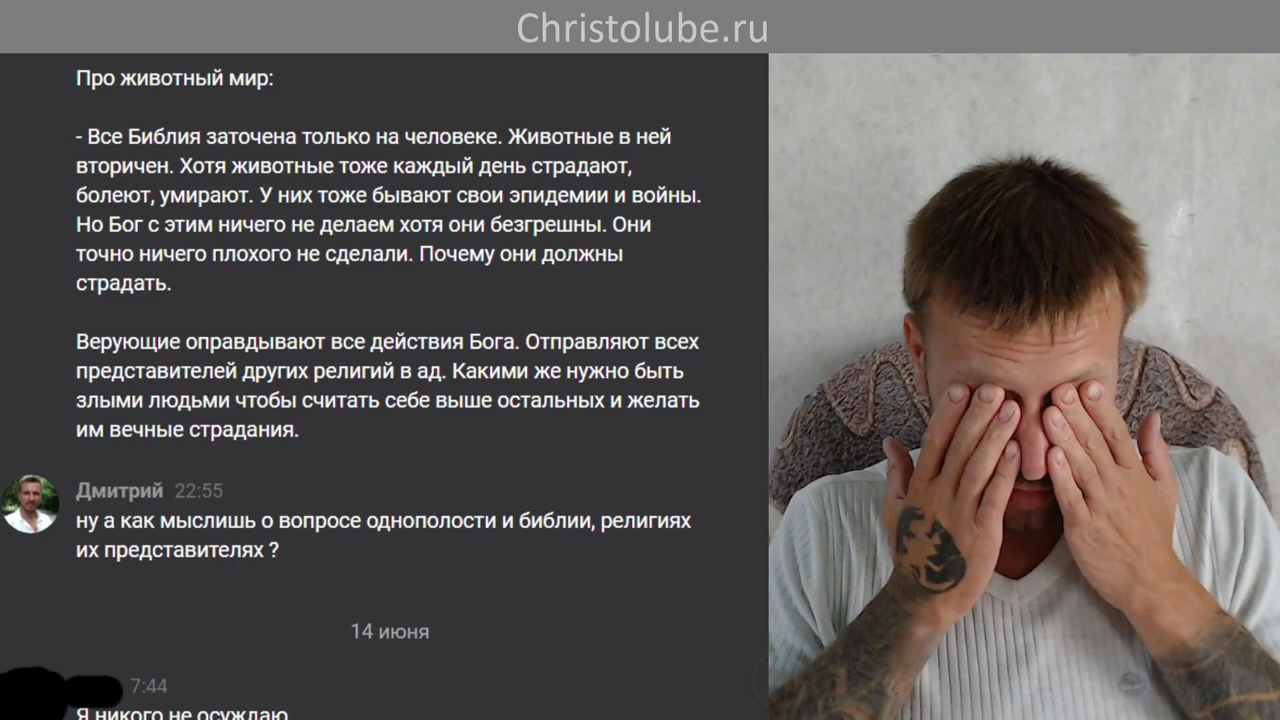 Christolube.ru
Про животный мир:
- Все Библия заточена только на человеке. Животные в ней
вторичен. Хотя животные тоже каждый день страдают,
болеют, умирают. У них тоже бывают свои эпидемии и войны.
Но Бог с этим ничего не делаем хотя они безгрешны. Они
точно ничего плохого не сделали. Почему они должны
страдать.
Верующие оправдывают все действия Бога. Отправляют всех
представителей других религий в ад. Какими же нужно быть
злыми людьми чтобы считать себе выше остальных и желать
им вечные страдания.
Дмитрий 22:55
ну а как мыслишь о вопросе однополости и библии, религиях
их представителях ?
14 июня
7:44
Я никого не осуждаю